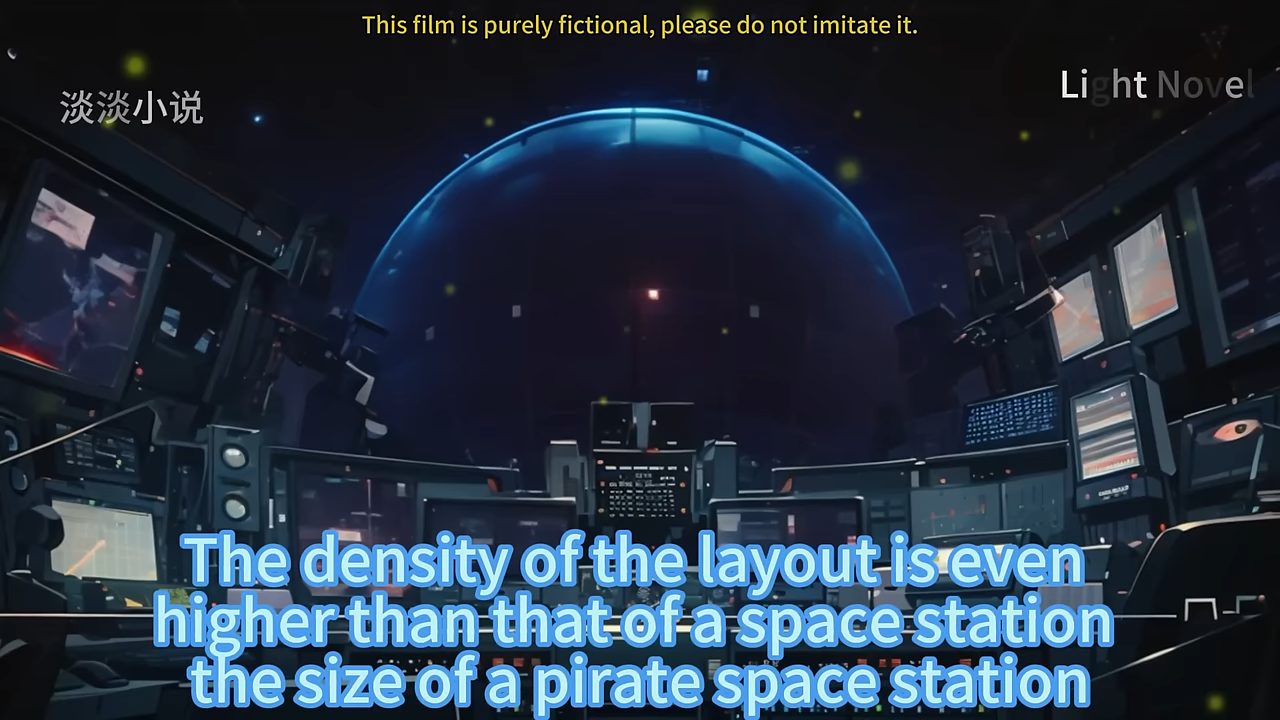 This film is purely fictional, please do not imitate it.
淡淡小说
Light Novel
The density of the layout is even
higher than that of a space station
the size of a pirate space station